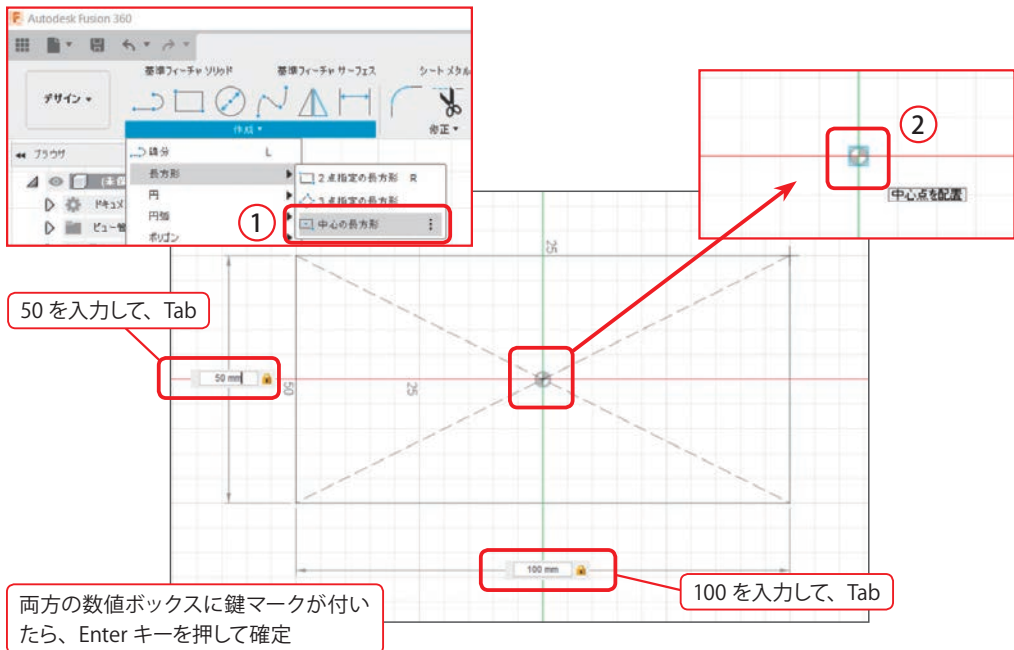 Autodesk Fusion 360
基準フィーチャ ソリッド
基準フィーチャ サーフェス
シート メタル
デザイン
作成
修正
ブラウザ
線分 L
長方形
円
円弧
ポリゴン
2 点指定の長方形 R
3 点指定の長方形
中心の長方形
①
②
中心点を配置
25
50 を入力して、Tab
50 mm
50
25
100 mm
100 を入力して、Tab
両方の数値ボックスに鍵マークが付い
たら、Enter キーを押して確定